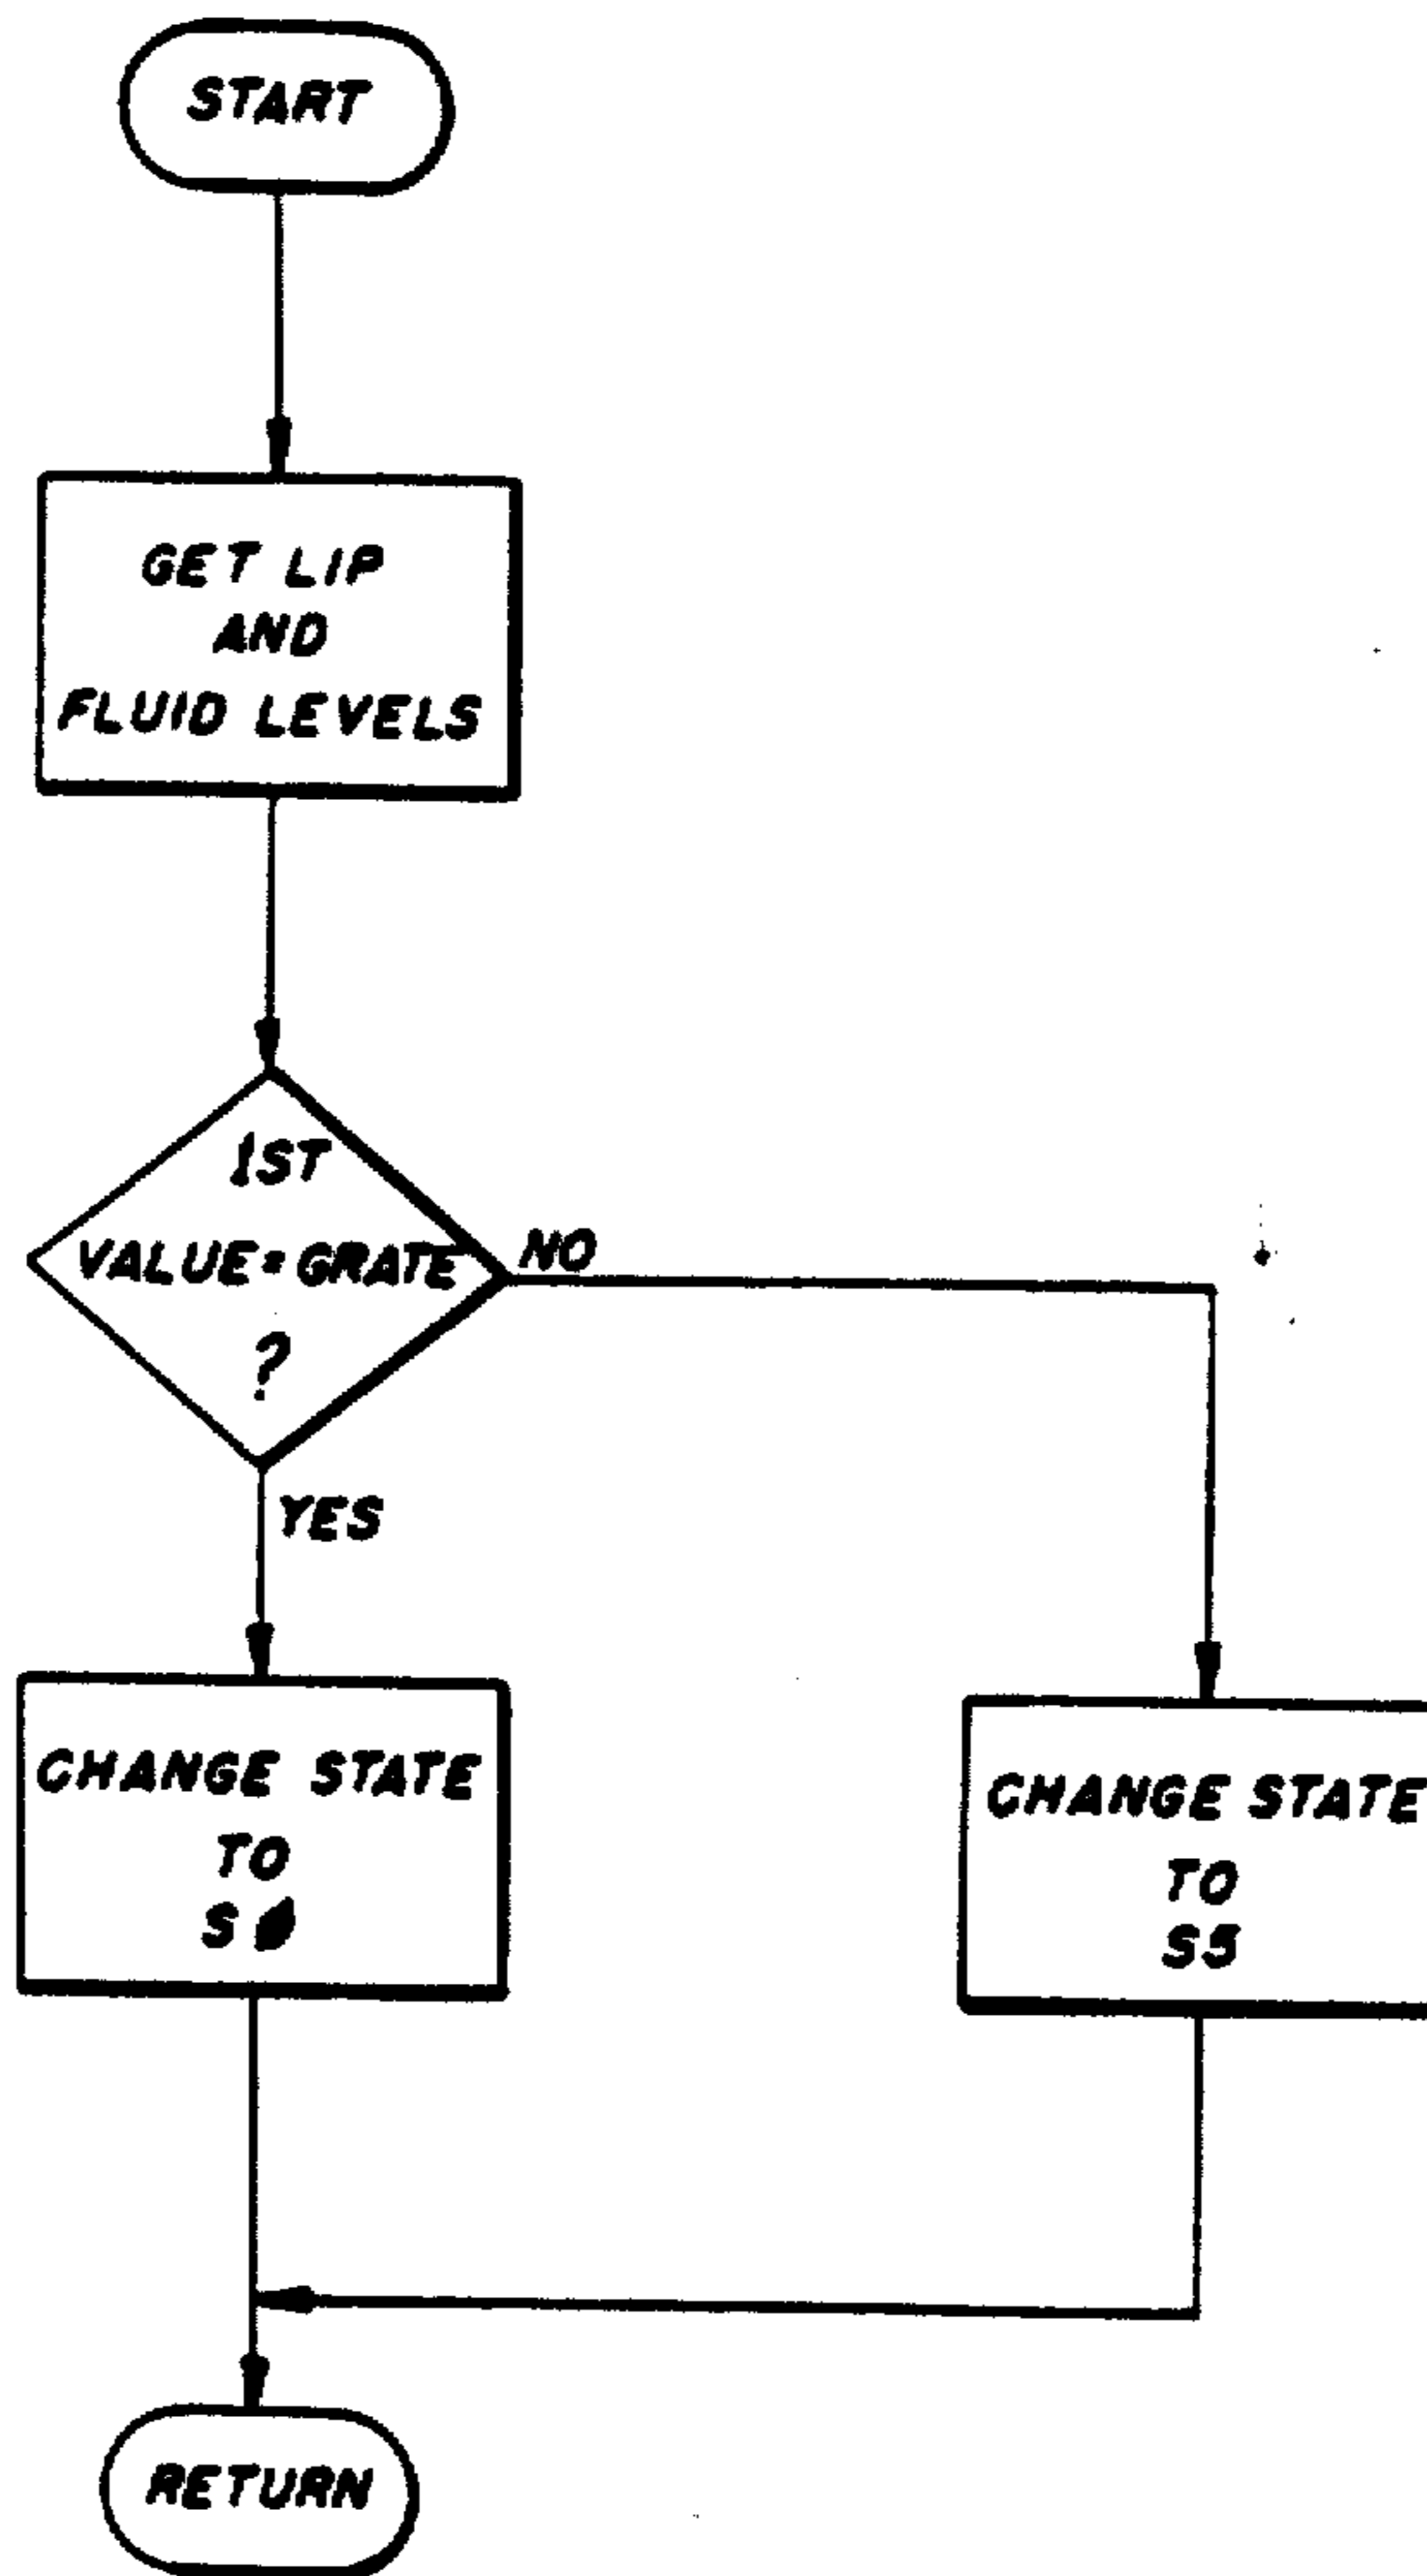 START
GET LIP
AND
FLUID LEVELS
1ST
VALUE = GRATE
?
NO
YES
CHANGE STATE
TO
S
CHANGE STATE
TO
S5
RETURN